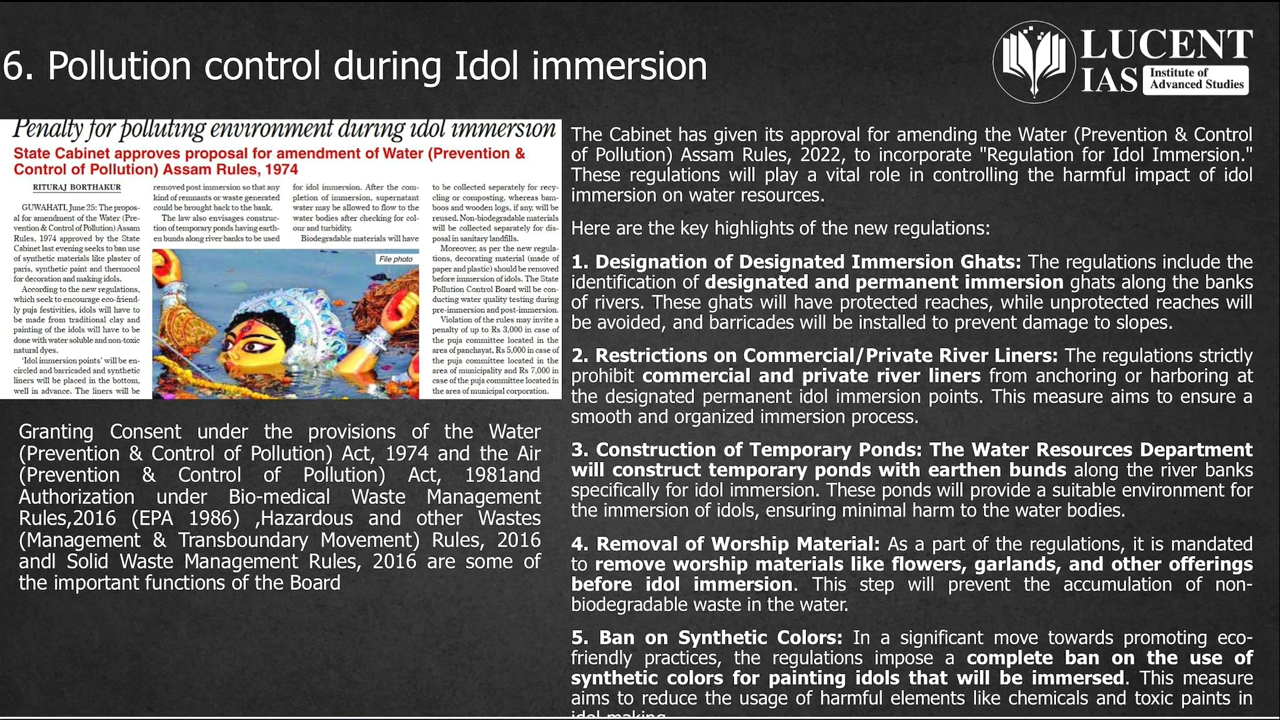 6. Pollution control during Idol immersion
LUCENT
IAS Institute of
Advanced Studies
Penalty for polluting environment during idol immersion
State Cabinet approves proposal for amendment of Water (Prevention &
Control of Pollution) Assam Rules, 1974
RITURAJ BORTHAKUR
GUWAHATI, June 25: The propos-
al for amendment of the Water (Pre-
vention & Control of Pollution) Assam
Rules, 1974 approved by the State
Cabinet last evening seeks to ban use
of synthetic materials like plaster of
paris, synthetic paint and thermocol
for decoration and making idols.
According to the new regulations,
which seek to encourage eco-friend-
ly puja festivities, idols will have to
be made from traditional clay and
painting of the idols will have to be
done with water soluble and non-toxic
natural dyes.
'Idol immersion points' will be en-
circled and barricaded and synthetic
liners will be placed in the bottom,
well in advance. The liners will be
removed post immersion so that any
kind of remnants or waste generated
could be brought back to the bank.
The law also envisages construc-
tion of temporary ponds having earth-
en bunds along river banks to be used
for idol immersion. After the com-
pletion of immersion, supernatant
water may be allowed to flow to the
water bodies after checking for col-
our and turbidity.
Biodegradable materials will have
File photo
to be collected separately for recy-
cling or composting, whereas bam-
boos and wooden logs, if any, will be
reused. Non-biodegradable materials
will be collected separately for dis-
posal in sanitary landfills.
Moreover, as per the new regula-
tions, decorating material (made of
paper and plastic) should be removed
before immersion of idols. The State
Pollution Control Board will be con-
ducting water quality testing during
pre-immersion and post-immersion.
Violation of the rules may invite a
penalty of up to Rs 3,000 in case of
the puja committee located in the
area of panchayat, Rs 5,000 in case of
the puja committee located in the
area of municipality and Rs 7,000 in
case of the puja committee located in
the area of municipal corporation.
Granting Consent under the provisions of the Water
(Prevention & Control of Pollution) Act, 1974 and the Air
(Prevention & Control of Pollution) Act, 1981and
Authorization under Bio-medical Waste Management
Rules,2016 (EPA 1986) ,Hazardous and other Wastes
(Management & Transboundary Movement) Rules, 2016
andl Solid Waste Management Rules, 2016 are some of
the important functions of the Board
The Cabinet has given its approval for amending the Water (Prevention & Control
of Pollution) Assam Rules, 2022, to incorporate "Regulation for Idol Immersion."
These regulations will play a vital role in controlling the harmful impact of idol
immersion on water resources.
Here are the key highlights of the new regulations:
1. Designation of Designated Immersion Ghats: The regulations include the
identification of designated and permanent immersion ghats along the banks
of rivers. These ghats will have protected reaches, while unprotected reaches will
be avoided, and barricades will be installed to prevent damage to slopes.
2. Restrictions on Commercial/Private River Liners: The regulations strictly
prohibit commercial and private river liners from anchoring or harboring at
the designated permanent idol immersion points. This measure aims to ensure a
smooth and organized immersion process.
3. Construction of Temporary Ponds: The Water Resources Department
will construct temporary ponds with earthen bunds along the river banks
specifically for idol immersion. These ponds will provide a suitable environment for
the immersion of idols, ensuring minimal harm to the water bodies.
4. Removal of Worship Material: As a part of the regulations, it is mandated
to remove worship materials like flowers, garlands, and other offerings
before idol immersion. This step will prevent the accumulation of non-
biodegradable waste in the water.
5. Ban on Synthetic Colors: In a significant move towards promoting eco-
friendly practices, the regulations impose a complete ban on the use of
synthetic colors for painting idols that will be immersed. This measure
aims to reduce the usage of harmful elements like chemicals and toxic paints in
idol making